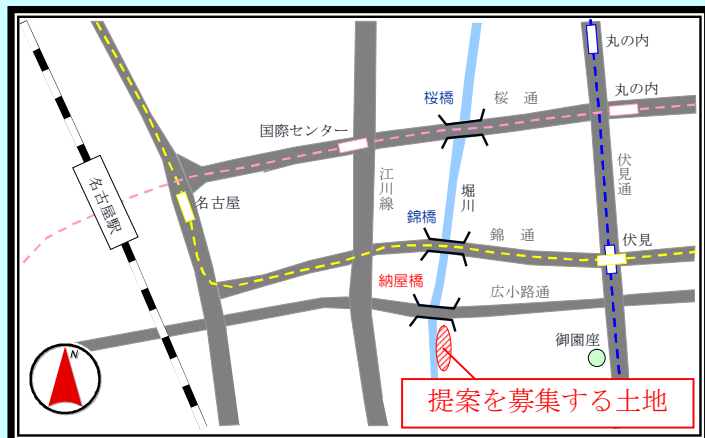 丸の内
丸の内
桜橋
桜 通
国際センター
伏見通
名古屋駅
名古屋
江川線
堀川
錦橋
錦 通
伏見
納屋橋
広小路通
御園座
N
提案を募集する土地